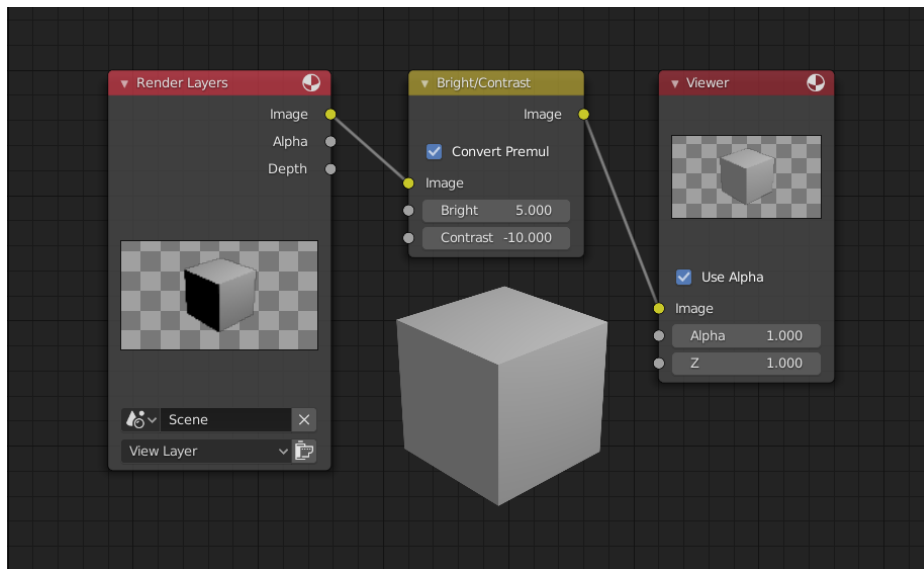 Render Layers
Image
Alpha
Depth
Scene
View Layer
Bright/Contrast
Image
Convert Premul
Image
Bright 5.000
Contrast -10.000
Viewer
Use Alpha
Image
Alpha 1.000
Z 1.000